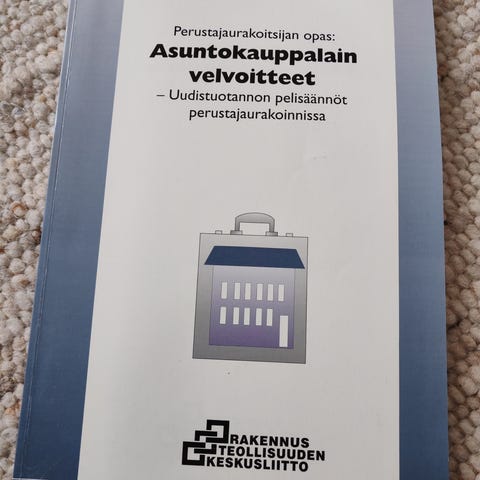 Perustajaurakoitsijan opas:
Asuntokauppalain
velvoitteet
– Uudistuotannon pelisäännöt
perustajaurakoinnissa
RAKENNUS
TEOLLISUUDEN
KESKUSLIITTO